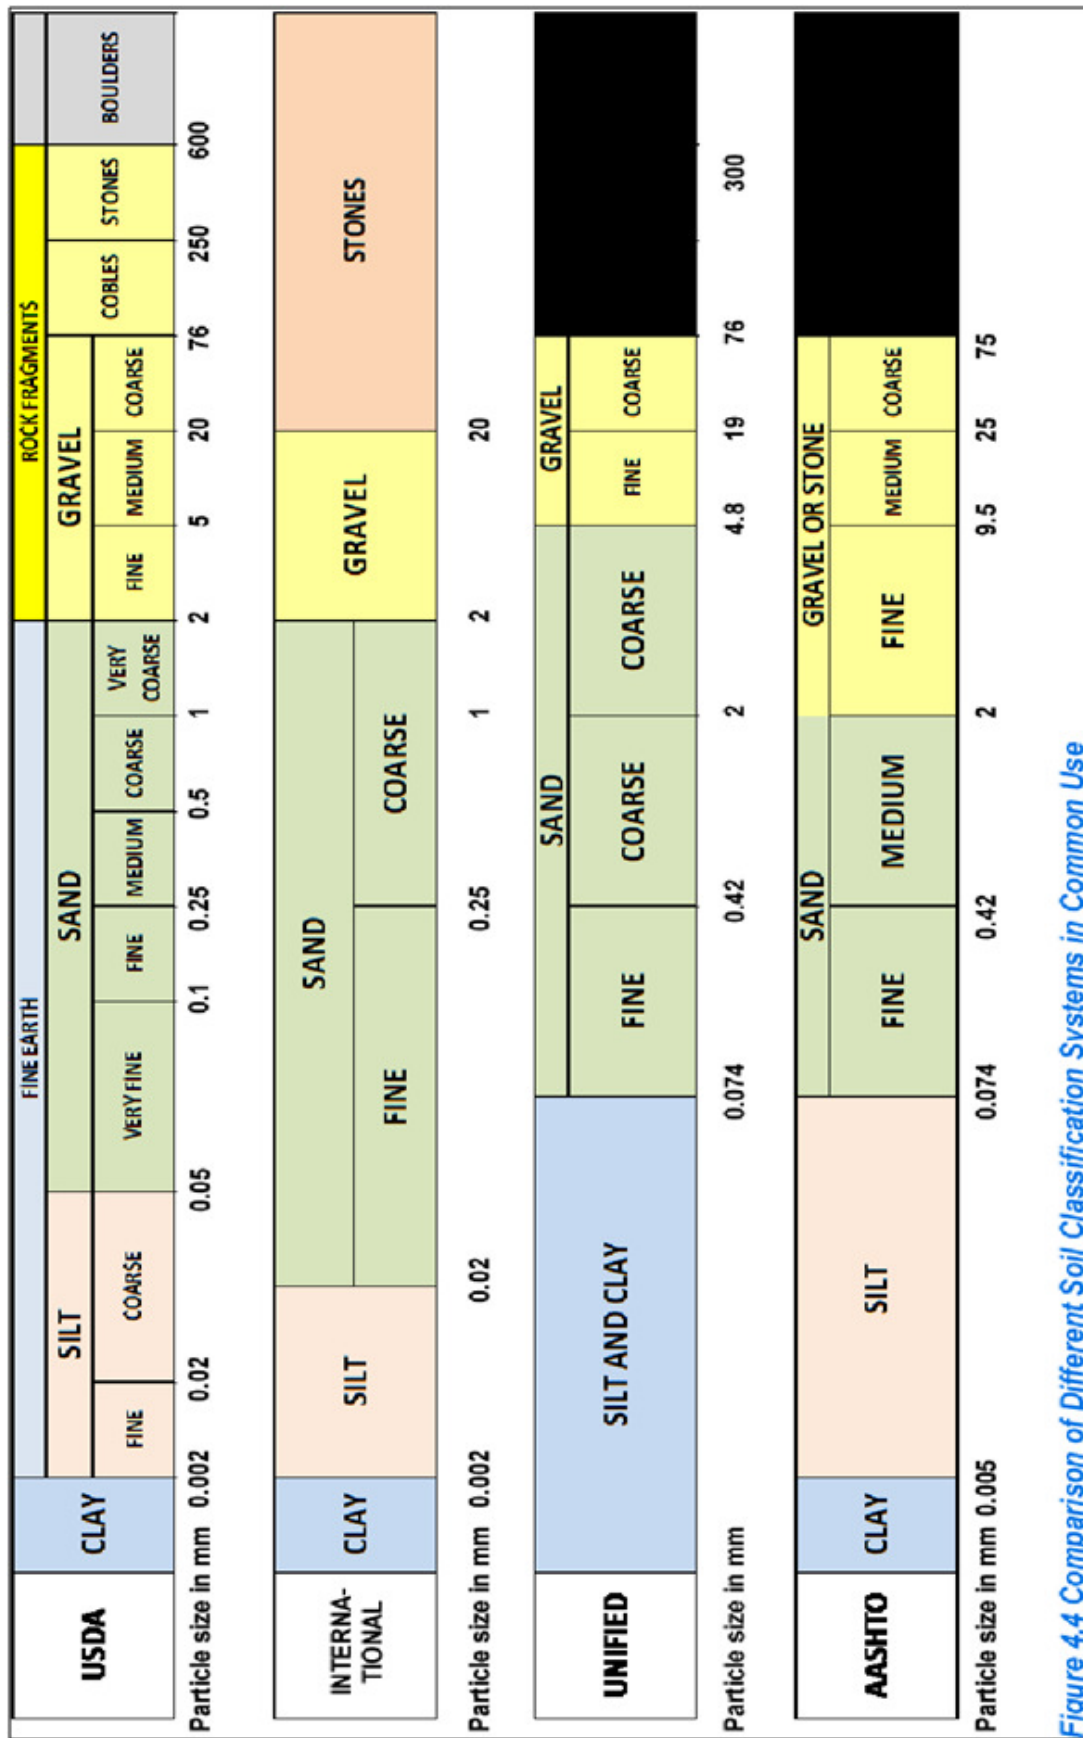 FINE EARTH ROCK FRAGMENTS
USDA CLAY SILT SAND GRAVEL COBLES STONES BOULDERS
FINE COARSE VERY FINE FINE MEDIUM COARSE VERY COARSE FINE MEDIUM COARSE
Particle size in mm 0.002 0.02 0.05 0.1 0.25 0.5 1 2 5 20 76 250 600
INTERNA-
TIONAL
CLAY SILT SAND GRAVEL STONES
FINE COARSE
Particle size in mm 0.002 0.02 0.25 1 2 20
SAND GRAVEL
UNIFIED SILT AND CLAY FINE COARSE COARSE FINE COARSE
Particle size in mm 0.074 0.42 2 4.8 19 76 300
SAND GRAVEL OR STONE
AASHTO CLAY SILT FINE MEDIUM FINE MEDIUM COARSE
Particle size in mm 0.005 0.074 0.42 2 9.5 25 75
Figure 4.4 Comparison of Different Soil Classification Systems in Common Use